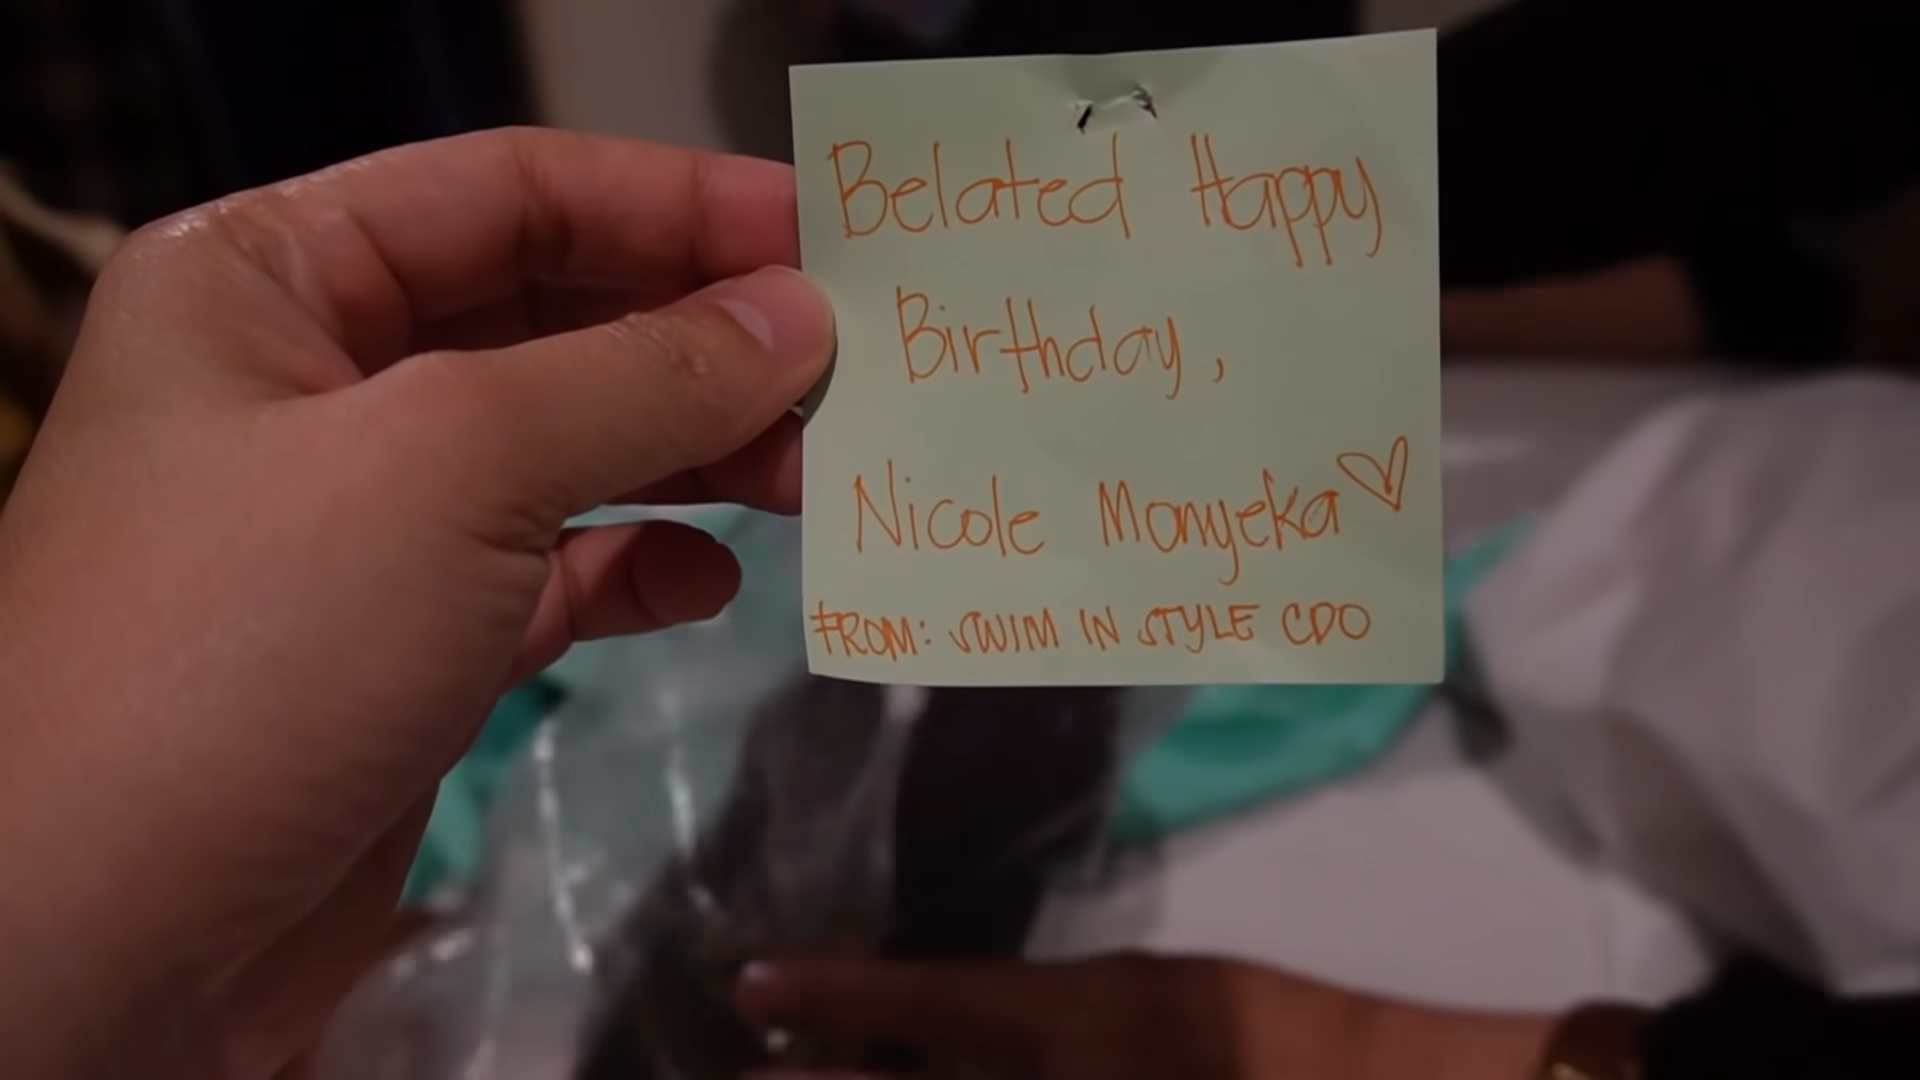 Belated Happy
Birthday,
Nicole Monyeka♡
FROM: SWIM IN STYLE CDO